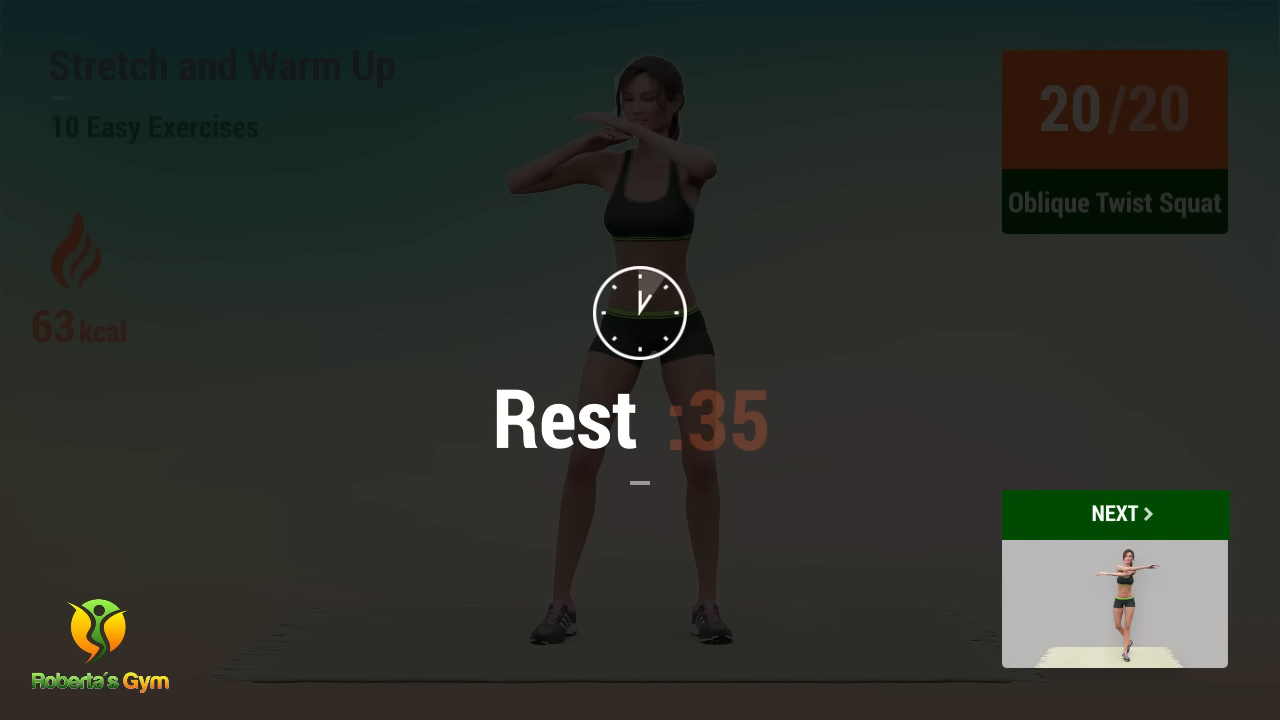 Stretch and Warm Up
10 Easy Exercises
63 kcal
20/20
Oblique Twist Squat
Rest :35
NEXT >
Roberta's Gym